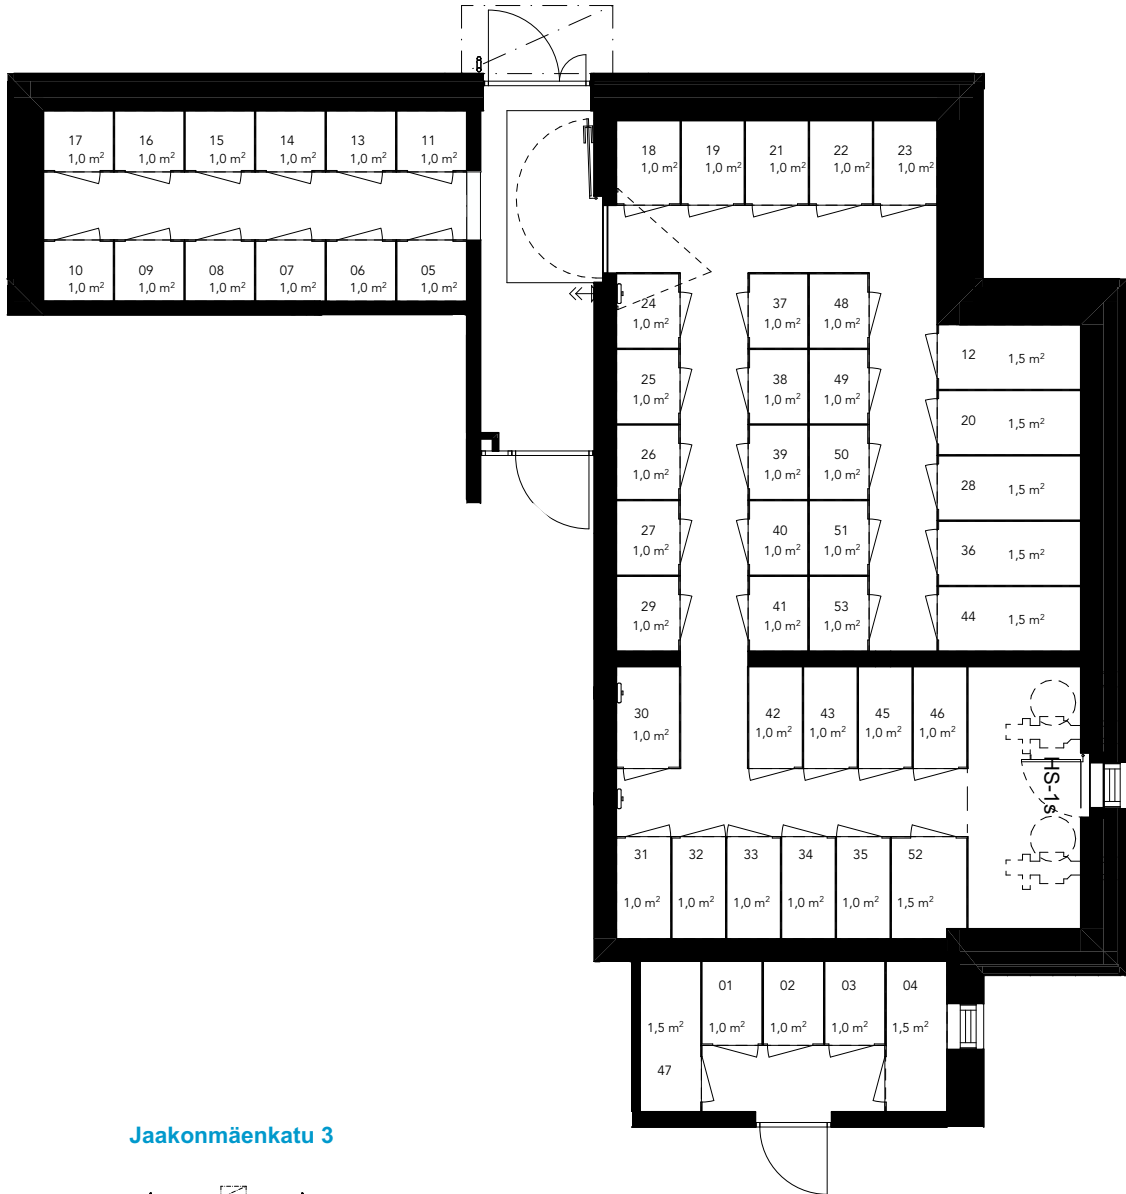 17
1,0 m²
16
1,0 m²
15
1,0 m²
14
1,0 m²
13
1,0 m²
11
1,0 m²
10
1,0 m²
09
1,0 m²
08
1,0 m²
07
1,0 m²
06
1,0 m²
05
1,0 m²
18
1,0 m²
19
1,0 m²
21
1,0 m²
22
1,0 m²
23
1,0 m²
24
1,0 m²
37
1,0 m²
48
1,0 m²
12 1,5 m²
25
1,0 m²
38
1,0 m²
49
1,0 m²
20 1,5 m²
26
1,0 m²
39
1,0 m²
50
1,0 m²
28 1,5 m²
27
1,0 m²
40
1,0 m²
51
1,0 m²
36 1,5 m²
29
1,0 m²
41
1,0 m²
53
1,0 m²
44 1,5 m²
30
1,0 m²
42
1,0 m²
43
1,0 m²
45
1,0 m²
46
1,0 m²
HS-1s
31
1,0 m²
32
1,0 m²
33
1,0 m²
34
1,0 m²
35
1,0 m²
52
1,5 m²
1,5 m²
47
01
1,0 m²
02
1,0 m²
03
1,0 m²
04
1,5 m²
Jaakonmäenkatu 3